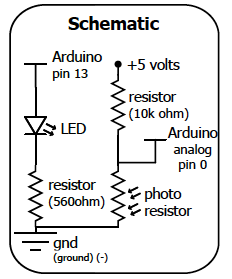 Schematic
Arduino
pin 13
+5 volts
resistor
(10k ohm)
LED
Arduino
analog
pin 0
resistor
(560ohm)
photo
resistor
gnd
(ground) (-)